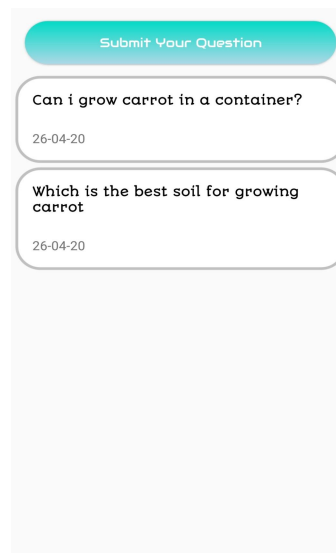 Submit Your Question
Can i grow carrot in a container?
26-04-20
Which is the best soil for growing
carrot
26-04-20